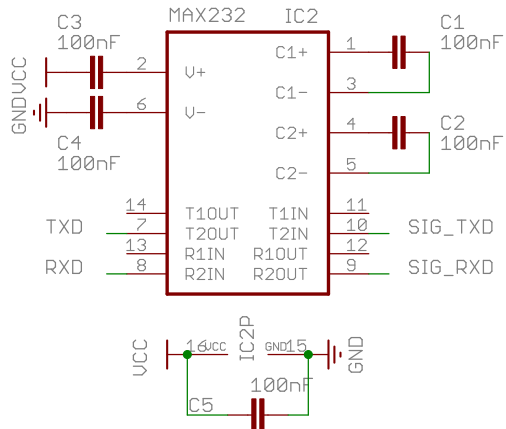 MAX232 IC2
C3 C1
100nF 100nF
VCC 2 V+ C1+ 1
C1- 3
GND 6 V- C2+ 4
C4 C2
100nF 100nF
C2- 5
14 T1OUT T1IN 11
TXD 7 T2OUT T2IN 10 SIG_TXD
13 R1IN R1OUT 12
RXD 8 R2IN R2OUT 9 SIG_RXD
VCC 16 VCC IC2P GND 15 GND
C5 100nF